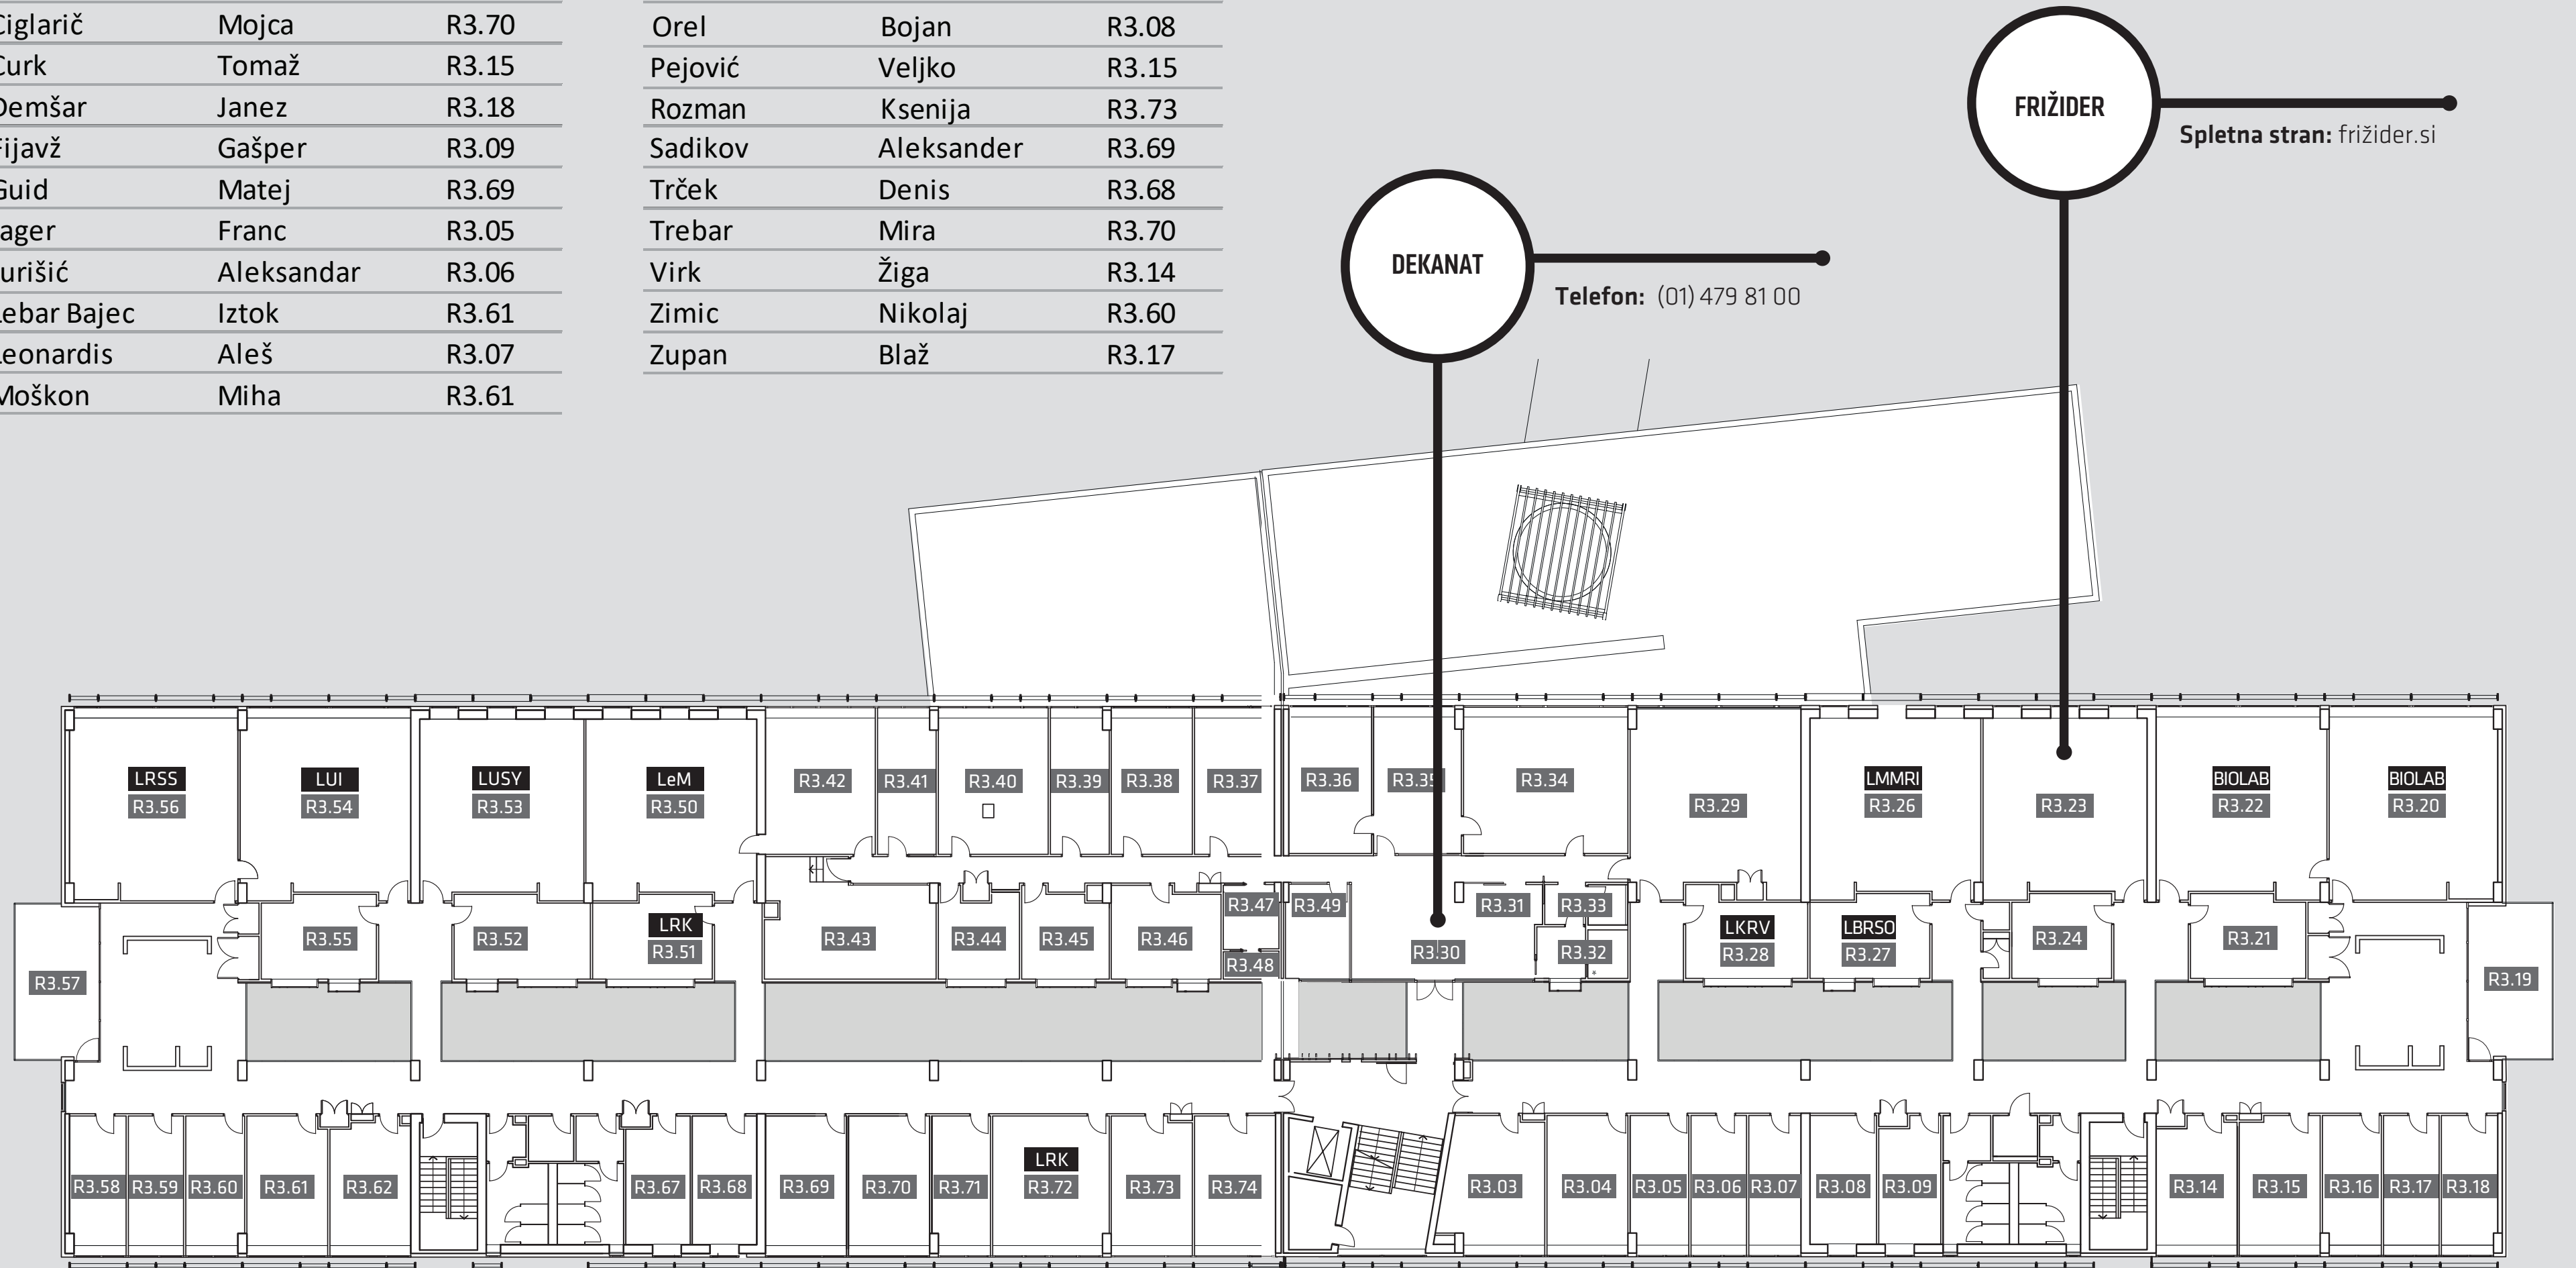 Ciglarič Mojca R3.70
Curk Tomaž R3.15
Demšar Janez R3.18
Fijavž Gašper R3.09
Guid Matej R3.69
Jager Franc R3.05
Jurišić Aleksandar R3.06
Lebar Bajec Iztok R3.61
Leonardis Aleš R3.07
Moškon Miha R3.61
Orel Bojan R3.08
Pejović Veljko R3.15
Rozman Ksenija R3.73
Sadikov Aleksander R3.69
Trček Denis R3.68
Trebar Mira R3.70
Virk Žiga R3.14
Zimic Nikolaj R3.60
Zupan Blaž R3.17
FRIŽIDER
Spletna stran: frižider.si
DEKANAT
Telefon: (01) 479 81 00
LRSS
R3.56
LUI
R3.54
LUSY
R3.53
LeM
R3.50
R3.42
R3.41
R3.40
R3.39
R3.38
R3.37
R3.36
R3.35
R3.34
R3.29
LMMRI
R3.26
R3.23
BIOLAB
R3.22
BIOLAB
R3.20
R3.57
R3.55
R3.52
LRK
R3.51
R3.43
R3.44
R3.45
R3.46
R3.47
R3.48
R3.49
R3.30
R3.31
R3.33
R3.32
LKRV
R3.28
LBRSO
R3.27
R3.24
R3.21
R3.19
R3.58
R3.59
R3.60
R3.61
R3.62
R3.67
R3.68
R3.69
R3.70
R3.71
LRK
R3.72
R3.73
R3.74
R3.03
R3.04
R3.05
R3.06
R3.07
R3.08
R3.09
R3.14
R3.15
R3.16
R3.17
R3.18